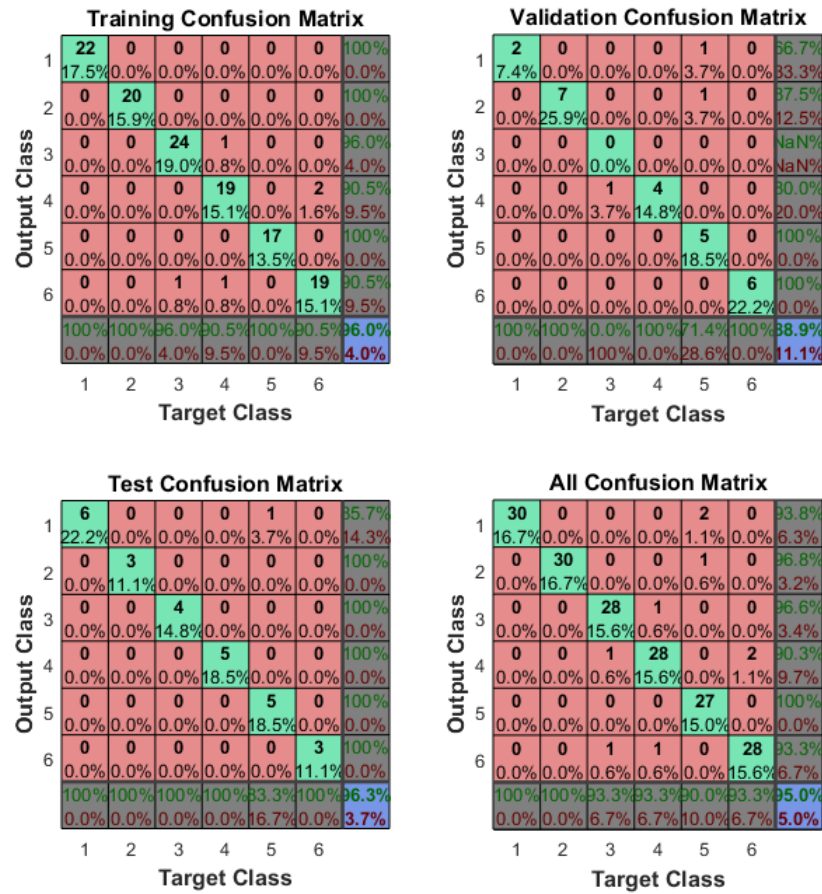 Training Confusion Matrix
1 22 0 0 0 0 0 100%
17.5% 0.0% 0.0% 0.0% 0.0% 0.0% 0.0%
2 0 20 0 0 0 0 100%
0.0% 15.9% 0.0% 0.0% 0.0% 0.0% 0.0%
3 0 0 24 1 0 0 96.0%
0.0% 0.0% 19.0% 0.8% 0.0% 0.0% 4.0%
4 0 0 0 19 0 2 90.5%
0.0% 0.0% 0.0% 15.1% 0.0% 1.6% 9.5%
5 0 0 0 0 17 0 100%
0.0% 0.0% 0.0% 0.0% 13.5% 0.0% 0.0%
6 0 0 1 1 0 19 90.5%
0.0% 0.0% 0.8% 0.8% 0.0% 15.1% 9.5%
100% 100% 96.0% 90.5% 100% 90.5% 96.0%
0.0% 0.0% 4.0% 9.5% 0.0% 9.5% 4.0%
1 2 3 4 5 6
Target Class
Output Class
Validation Confusion Matrix
1 2 0 0 0 1 0 66.7%
7.4% 0.0% 0.0% 0.0% 3.7% 0.0% 33.3%
2 0 7 0 0 1 0 87.5%
0.0% 25.9% 0.0% 0.0% 3.7% 0.0% 12.5%
3 0 0 0 0 0 0 NaN%
0.0% 0.0% 0.0% 0.0% 0.0% 0.0% NaN%
4 0 0 1 4 0 0 80.0%
0.0% 0.0% 3.7% 14.8% 0.0% 0.0% 20.0%
5 0 0 0 0 5 0 100%
0.0% 0.0% 0.0% 0.0% 18.5% 0.0% 0.0%
6 0 0 0 0 0 6 100%
0.0% 0.0% 0.0% 0.0% 0.0% 22.2% 0.0%
100% 100% 0.0% 100% 71.4% 100% 88.9%
0.0% 0.0% 100% 0.0% 28.6% 0.0% 11.1%
1 2 3 4 5 6
Target Class
Output Class
Test Confusion Matrix
1 6 0 0 0 1 0 85.7%
22.2% 0.0% 0.0% 0.0% 3.7% 0.0% 14.3%
2 0 3 0 0 0 0 100%
0.0% 11.1% 0.0% 0.0% 0.0% 0.0% 0.0%
3 0 0 4 0 0 0 100%
0.0% 0.0% 14.8% 0.0% 0.0% 0.0% 0.0%
4 0 0 0 5 0 0 100%
0.0% 0.0% 0.0% 18.5% 0.0% 0.0% 0.0%
5 0 0 0 0 5 0 100%
0.0% 0.0% 0.0% 0.0% 18.5% 0.0% 0.0%
6 0 0 0 0 0 3 100%
0.0% 0.0% 0.0% 0.0% 0.0% 11.1% 0.0%
100% 100% 100% 100% 83.3% 100% 96.3%
0.0% 0.0% 0.0% 0.0% 16.7% 0.0% 3.7%
1 2 3 4 5 6
Target Class
Output Class
All Confusion Matrix
1 30 0 0 0 2 0 93.8%
16.7% 0.0% 0.0% 0.0% 1.1% 0.0% 6.3%
2 0 30 0 0 1 0 96.8%
0.0% 16.7% 0.0% 0.0% 0.6% 0.0% 3.2%
3 0 0 28 1 0 0 96.6%
0.0% 0.0% 15.6% 0.6% 0.0% 0.0% 3.4%
4 0 0 1 28 0 2 90.3%
0.0% 0.0% 0.6% 15.6% 0.0% 1.1% 9.7%
5 0 0 0 0 27 0 100%
0.0% 0.0% 0.0% 0.0% 15.0% 0.0% 0.0%
6 0 0 1 1 0 28 93.3%
0.0% 0.0% 0.6% 0.6% 0.0% 15.6% 6.7%
100% 100% 93.3% 93.3% 90.0% 93.3% 95.0%
0.0% 0.0% 6.7% 6.7% 10.0% 6.7% 5.0%
1 2 3 4 5 6
Target Class
Output Class